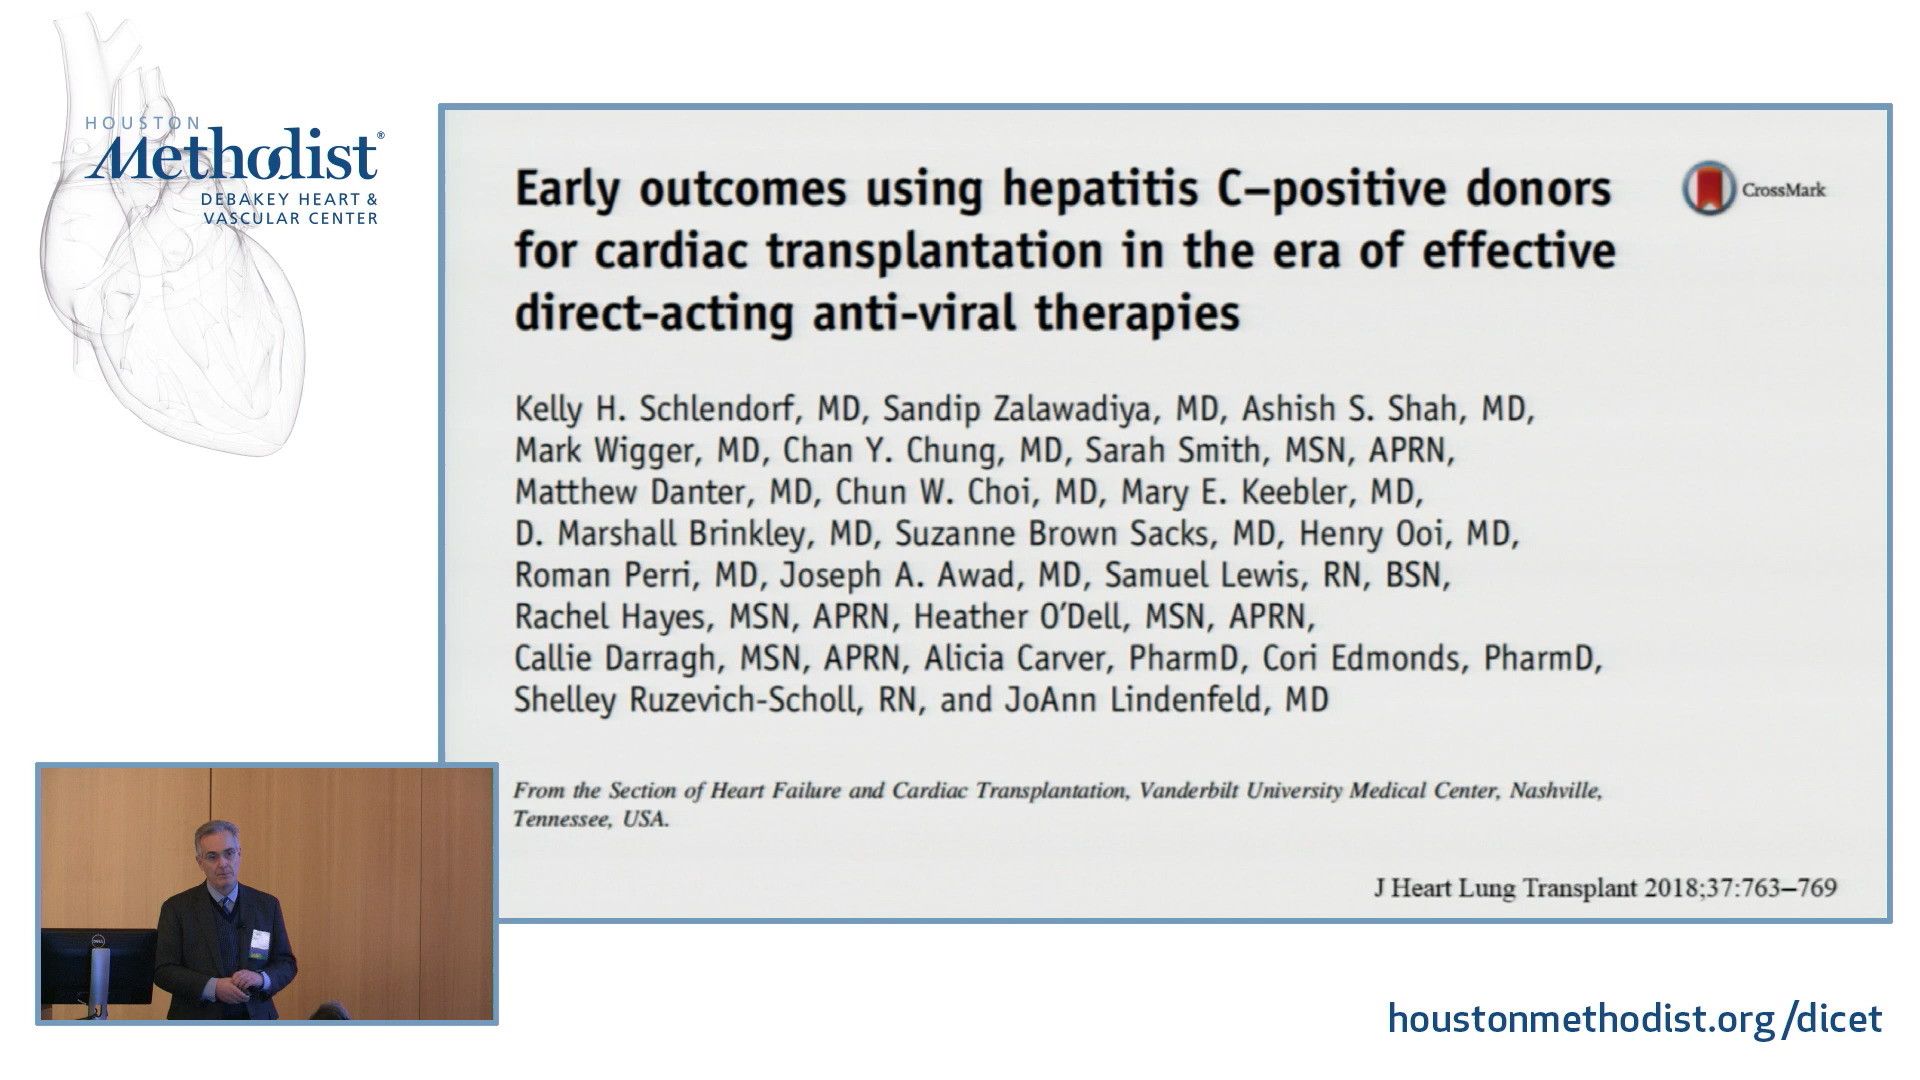 HOUSTON
Methodist®
DEBAKEY HEART &
VASCULAR CENTER
Early outcomes using hepatitis C–positive donors
for cardiac transplantation in the era of effective
direct-acting anti-viral therapies
CrossMark
Kelly H. Schlendorf, MD, Sandip Zalawadiya, MD, Ashish S. Shah, MD,
Mark Wigger, MD, Chan Y. Chung, MD, Sarah Smith, MSN, APRN,
Matthew Danter, MD, Chun W. Choi, MD, Mary E. Keebler, MD,
D. Marshall Brinkley, MD, Suzanne Brown Sacks, MD, Henry Ooi, MD,
Roman Perri, MD, Joseph A. Awad, MD, Samuel Lewis, RN, BSN,
Rachel Hayes, MSN, APRN, Heather O’Dell, MSN, APRN,
Callie Darragh, MSN, APRN, Alicia Carver, PharmD, Cori Edmonds, PharmD,
Shelley Ruzevich-Scholl, RN, and JoAnn Lindenfeld, MD
From the Section of Heart Failure and Cardiac Transplantation, Vanderbilt University Medical Center, Nashville,
Tennessee, USA.
J Heart Lung Transplant 2018;37:763–769
DELL
houstonmethodist.org/dicet